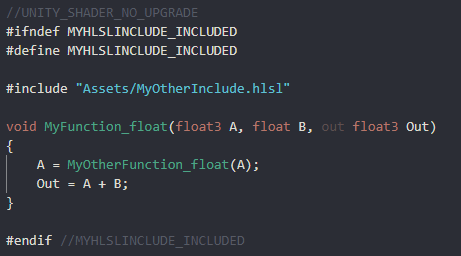 //UNITY_SHADER_NO_UPGRADE
#ifndef MYHLSLINCLUDE_INCLUDED
#define MYHLSLINCLUDE_INCLUDED
#include "Assets/MyOtherInclude.hlsl"
void MyFunction_float(float3 A, float B, out float3 Out)
{
A = MyOtherFunction_float(A);
Out = A + B;
}
#endif //MYHLSLINCLUDE_INCLUDED